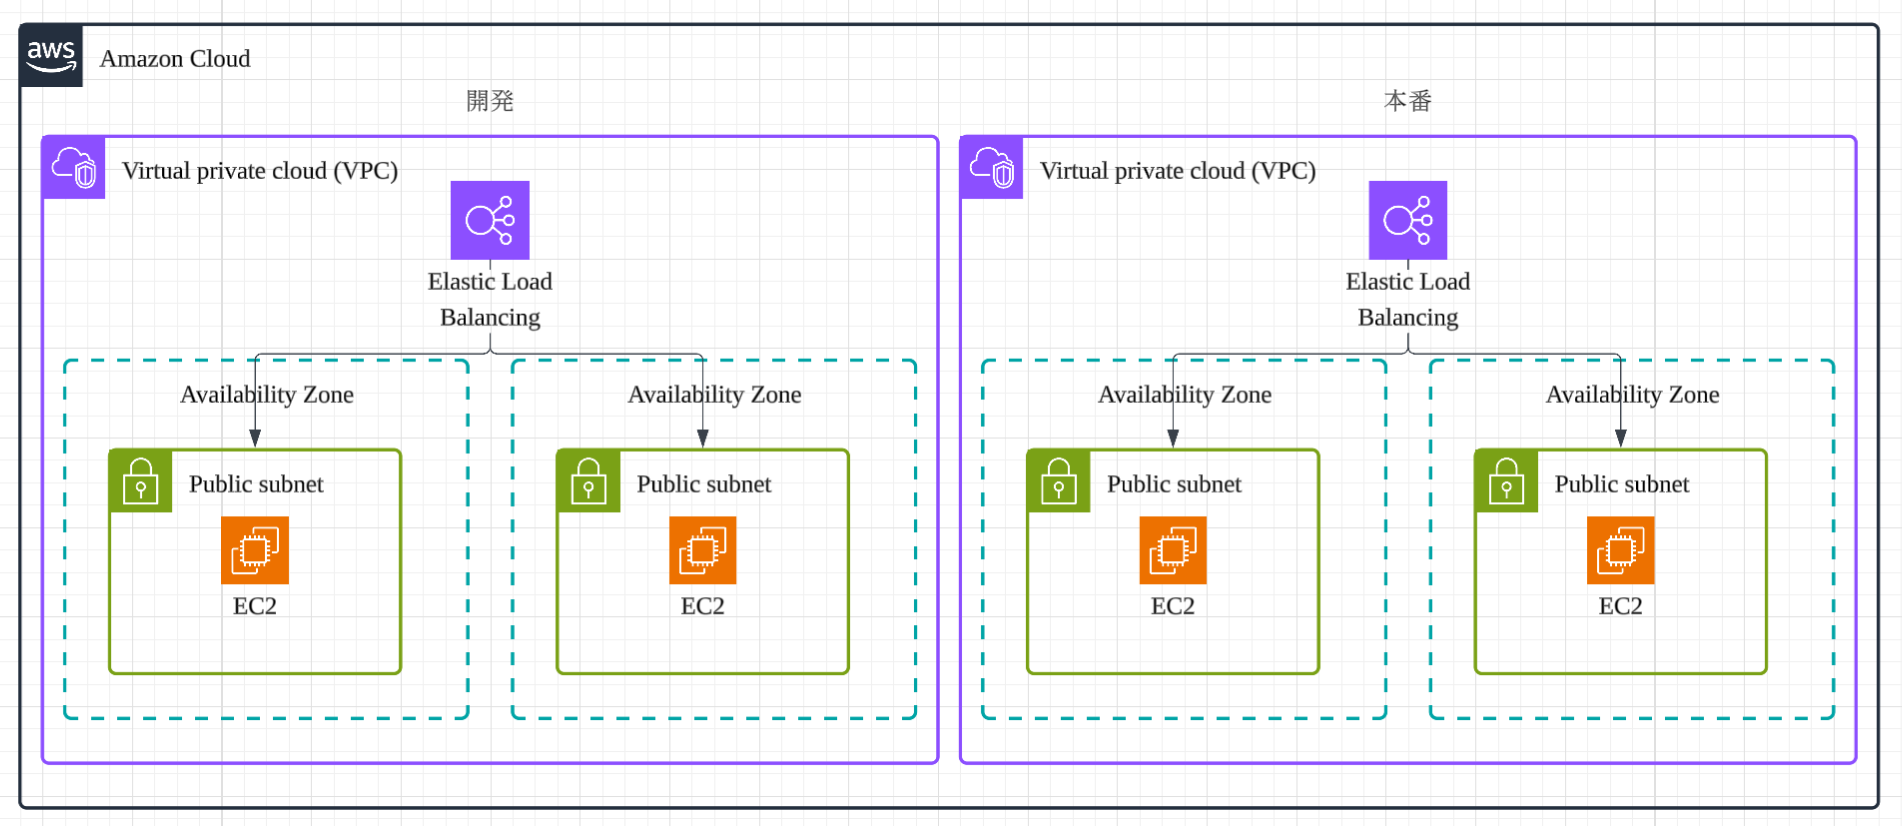 aws
Amazon Cloud
開発
本番
Virtual private cloud (VPC)
Elastic Load
Balancing
Availability Zone
Public subnet
EC2
Availability Zone
Public subnet
EC2
Virtual private cloud (VPC)
Elastic Load
Balancing
Availability Zone
Public subnet
EC2
Availability Zone
Public subnet
EC2